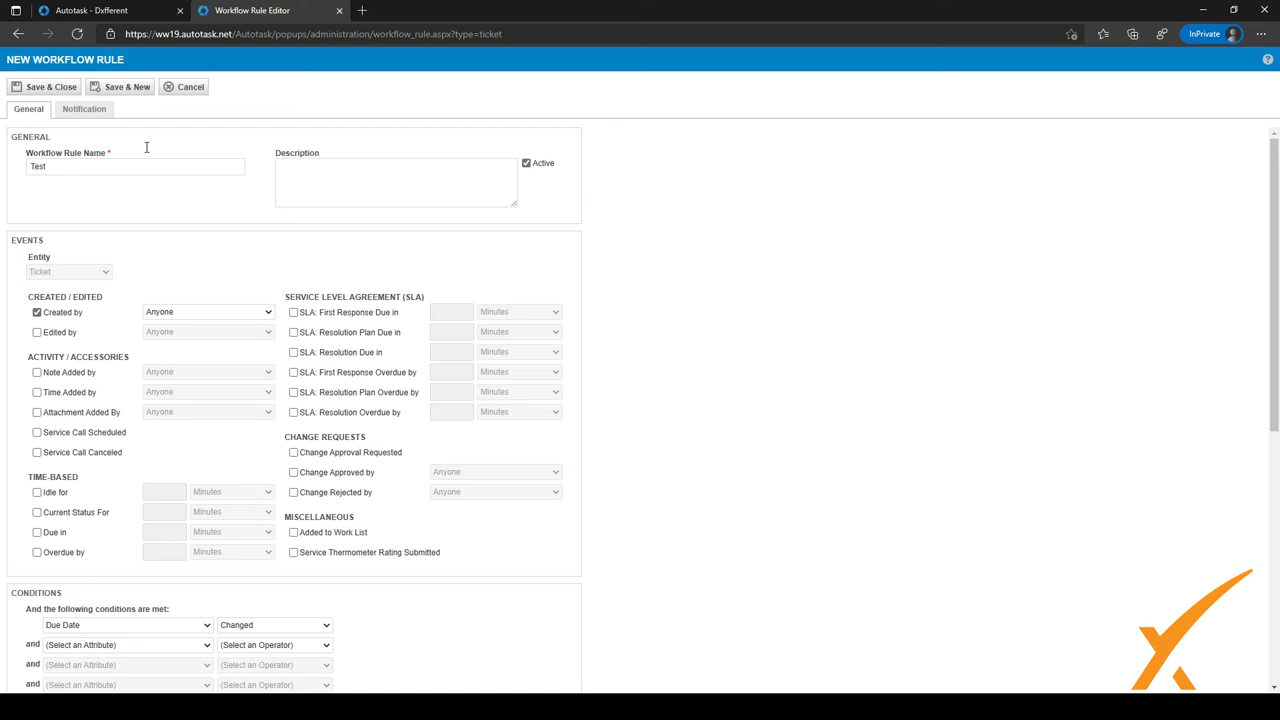 Autotask - Dxfferent
Workflow Rule Editor
https://ww19.autotask.net/Autotask/popups/administration/workflow_rule.aspx?type=ticket
InPrivate
NEW WORKFLOW RULE
?
Save & Close
Save & New
Cancel
General
Notification
GENERAL
Workflow Rule Name *
Test
Description
Active
EVENTS
Entity
Ticket
CREATED / EDITED
Created by Anyone
Edited by Anyone
ACTIVITY / ACCESSORIES
Note Added by Anyone
Time Added by Anyone
Attachment Added By Anyone
Service Call Scheduled
Service Call Canceled
TIME-BASED
Idle for Minutes
Current Status For Minutes
Due in Minutes
Overdue by Minutes
SERVICE LEVEL AGREEMENT (SLA)
SLA: First Response Due in Minutes
SLA: Resolution Plan Due in Minutes
SLA: Resolution Due in Minutes
SLA: First Response Overdue by Minutes
SLA: Resolution Plan Overdue by Minutes
SLA: Resolution Overdue by Minutes
CHANGE REQUESTS
Change Approval Requested
Change Approved by Anyone
Change Rejected by Anyone
MISCELLANEOUS
Added to Work List
Service Thermometer Rating Submitted
CONDITIONS
And the following conditions are met:
Due Date Changed
and (Select an Attribute) (Select an Operator)
and (Select an Attribute) (Select an Operator)
and (Select an Attribute) (Select an Operator)